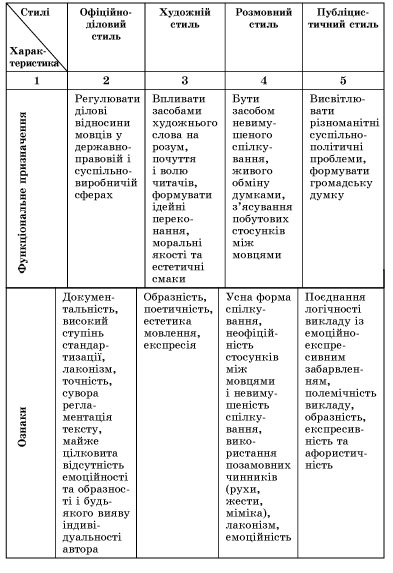 Стилі
Характеристика
Офіційно-
діловий
стиль
Художній
стиль
Розмовний
стиль
Публіцис-
тичний стиль
1
2
3
4
5
Функціональне призначення
Регулювати
ділові
відносини
мовців у
державно-
правовій і
суспільно-
виробничій
сферах
Впливати
засобами
художнього
слова на
розум,
почуття
і волю
читачів,
формувати
ідейні
переко-
нання,
моральні
якості та
естетичні
смаки
Бути
засобом
невиму-
шеного
спілку-
вання,
живого
обміну
думками,
з’ясування
побутових
стосунків
між
мовцями
Висвітлю-
вати
різноманітні
суспільно-
політичні
проблеми,
формувати
громадську
думку
Ознаки
Докумен-
тальність,
високий
ступінь
стандар-
тизації,
лаконізм,
точність,
сувора
регла-
ментація
тексту,
майже
цілковита
відсутність
емоційності
та образнос-
ті і будь-
якого вияву
індиві-
дуальності
автора
Образність,
поетичність,
естетика
мовлення,
експресія
Усна форма
спілку-
вання,
неофіцій-
ність
стосунків
між
мовцями
і невиму-
шеність
спілку-
вання,
вико-
ристання
позамовних
чинників
(рухи,
жести,
міміка),
лаконізм,
емоційність
Поєднання
логічності
викладу із
емоційно-
експре-
сивним
забарвлен-
ням,
полемічність
викладу,
образність,
експресив-
ність та
афористич-
ність